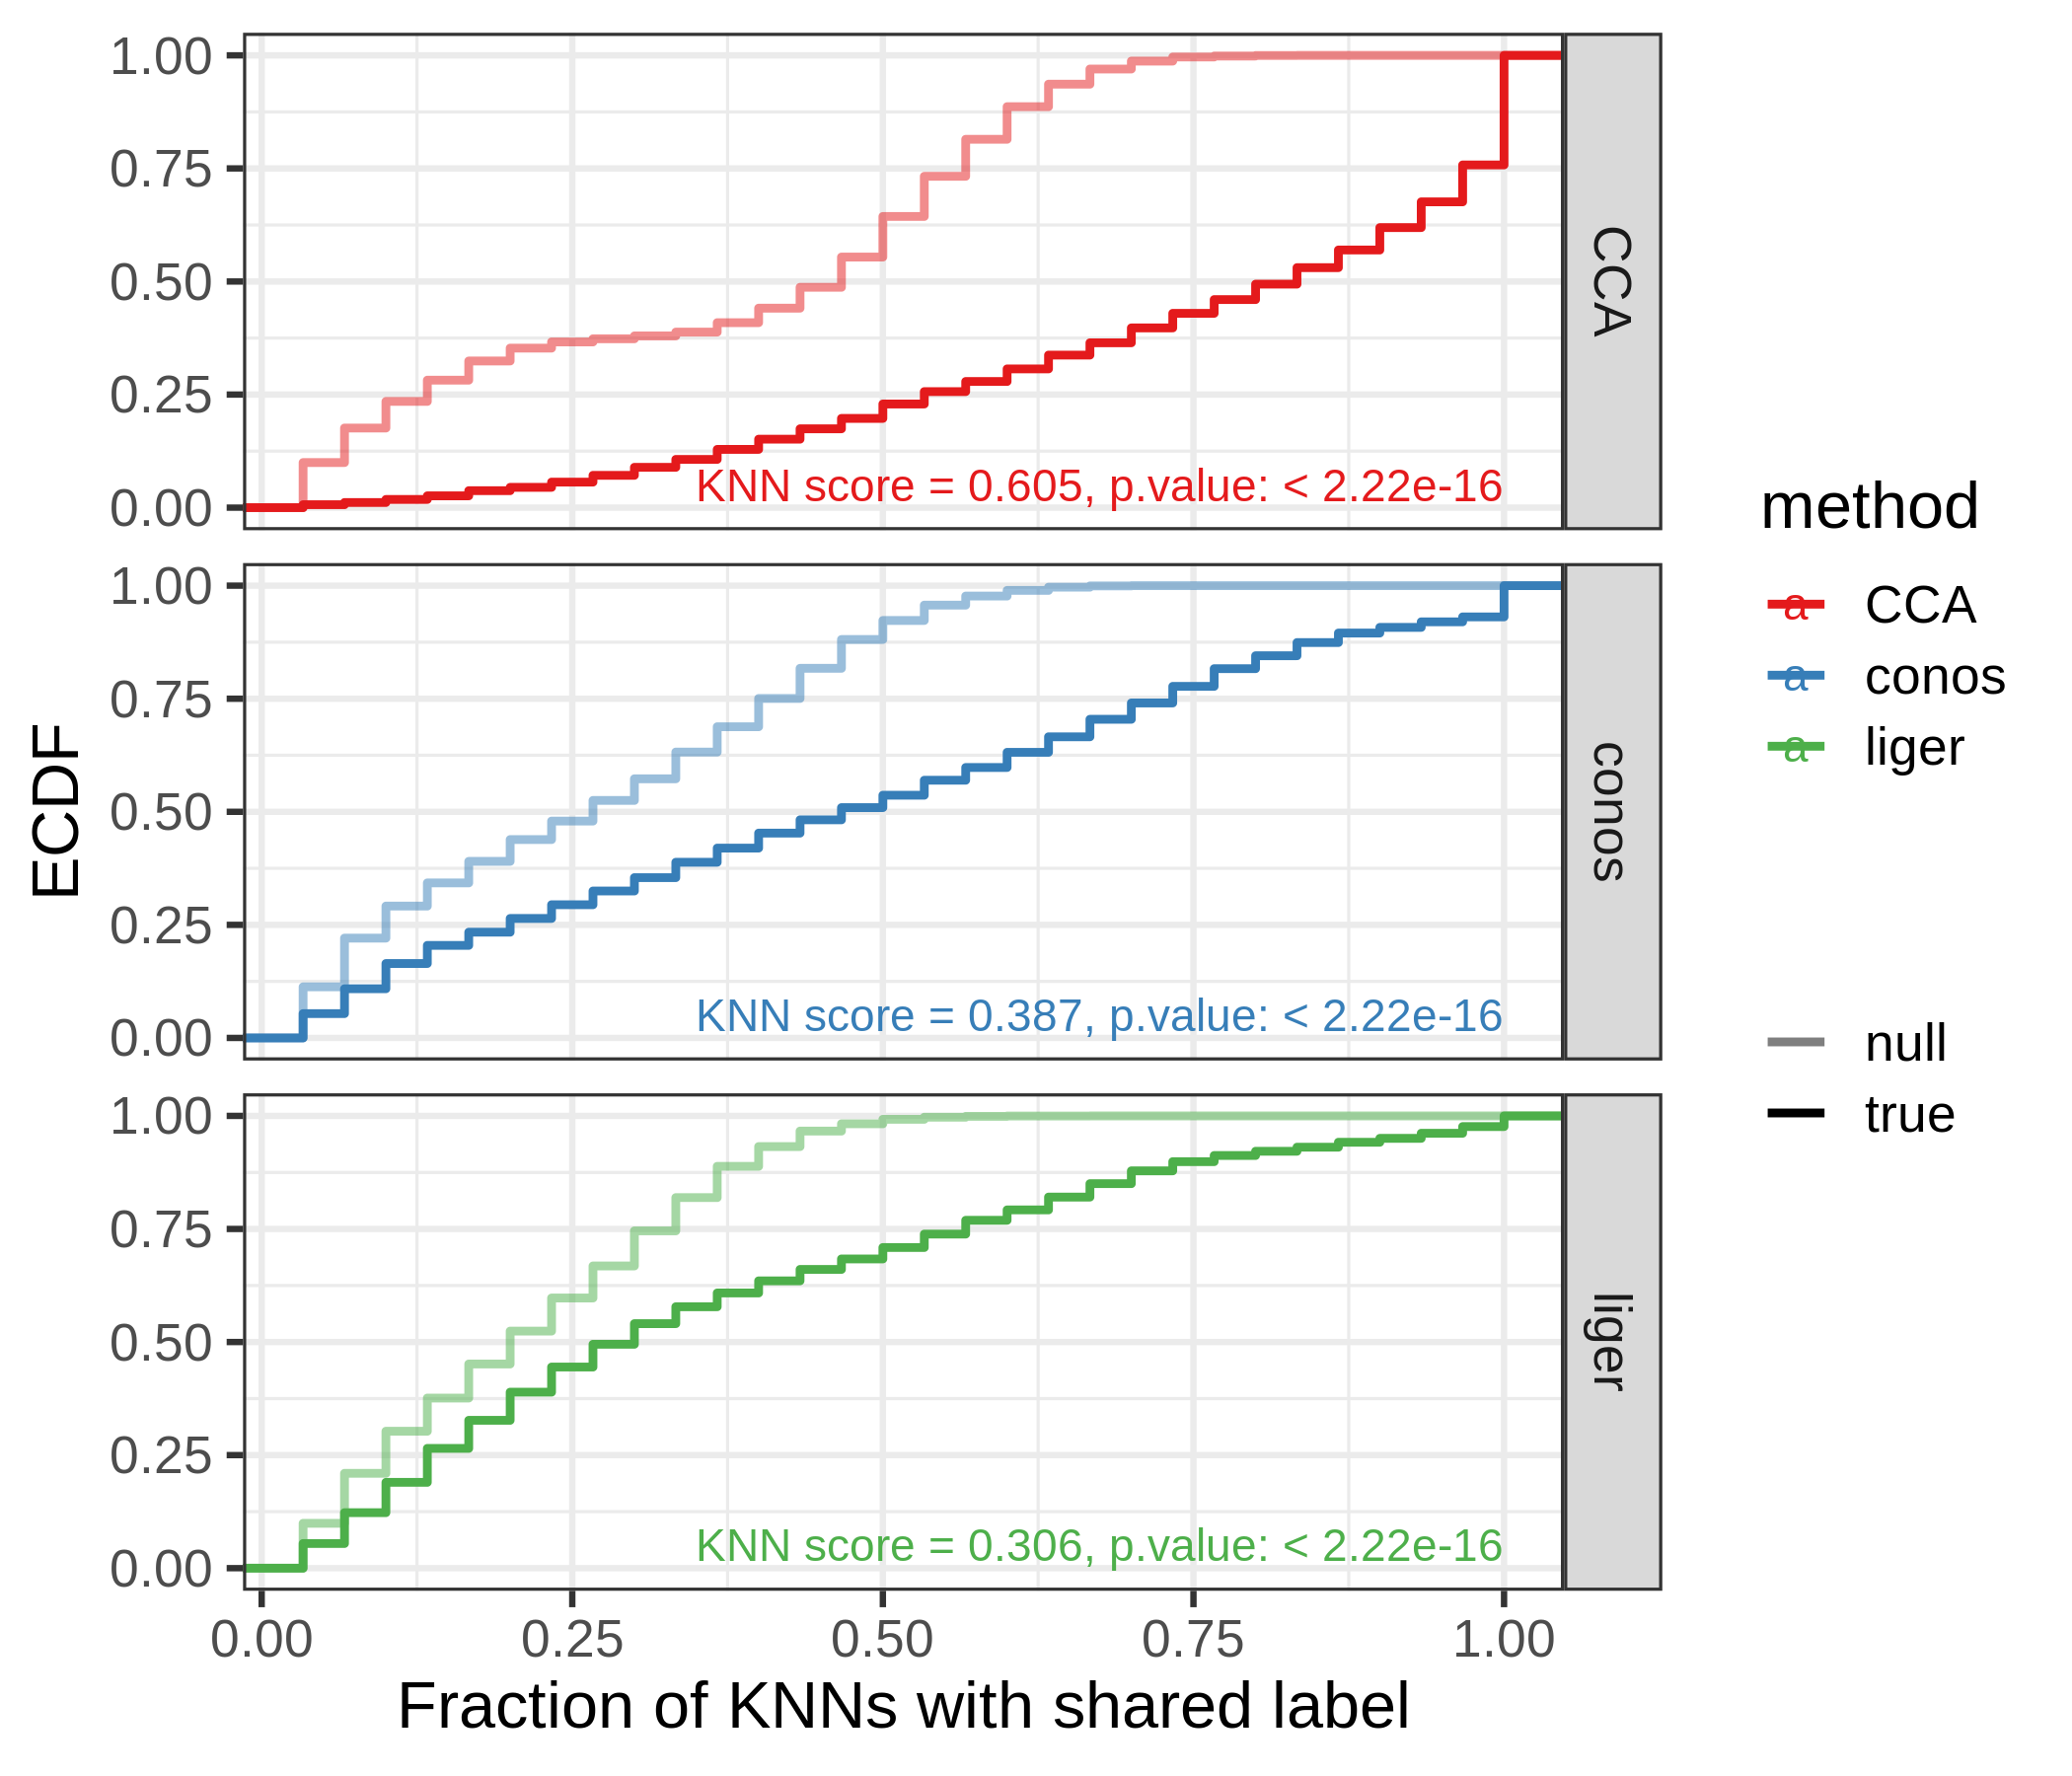 1.00
0.75
0.50
0.25
0.00
KNN score = 0.605, p.value: < 2.22e-16
CCA
1.00
0.75
0.50
0.25
0.00
KNN score = 0.387, p.value: < 2.22e-16
conos
1.00
0.75
0.50
0.25
0.00
KNN score = 0.306, p.value: < 2.22e-16
liger
ECDF
0.00 0.25 0.50 0.75 1.00
Fraction of KNNs with shared label
method
a CCA
a conos
a liger
null
true